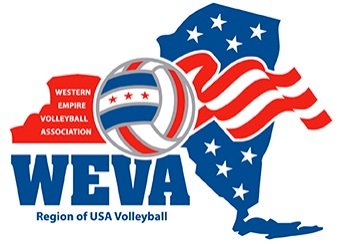 WESTERN
EMPIRE
VOLLEYBALL
ASSOCIATION
WEVA
Region of USA Volleyball